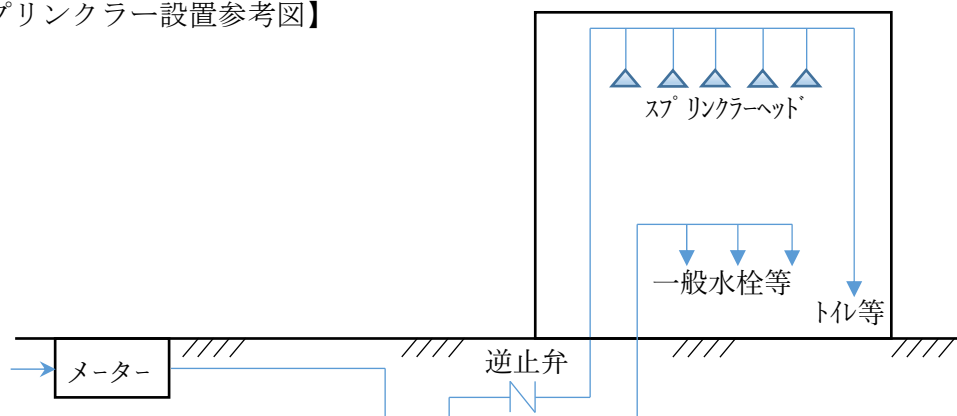 プリンクラー設置参考図】
ｽﾌﾟﾘﾝｸﾗｰﾍｯﾄﾞ
一般水栓等
ﾄｲﾚ等
逆止弁
メーター